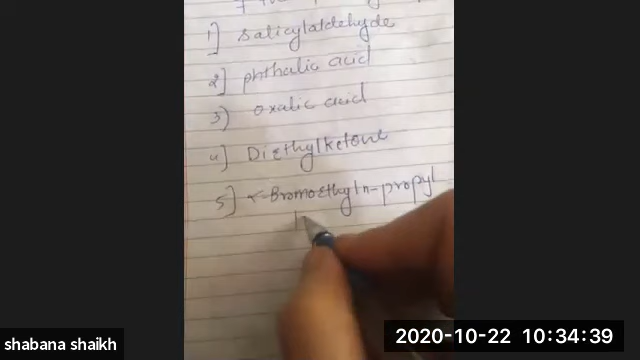 1] Salicylaldehyde
2] phthalic acid
3) oxalic acid
4] Diethylketone
5] α-Bromoethyl n-propyl
shabana shaikh
2020-10-22 10:34:39